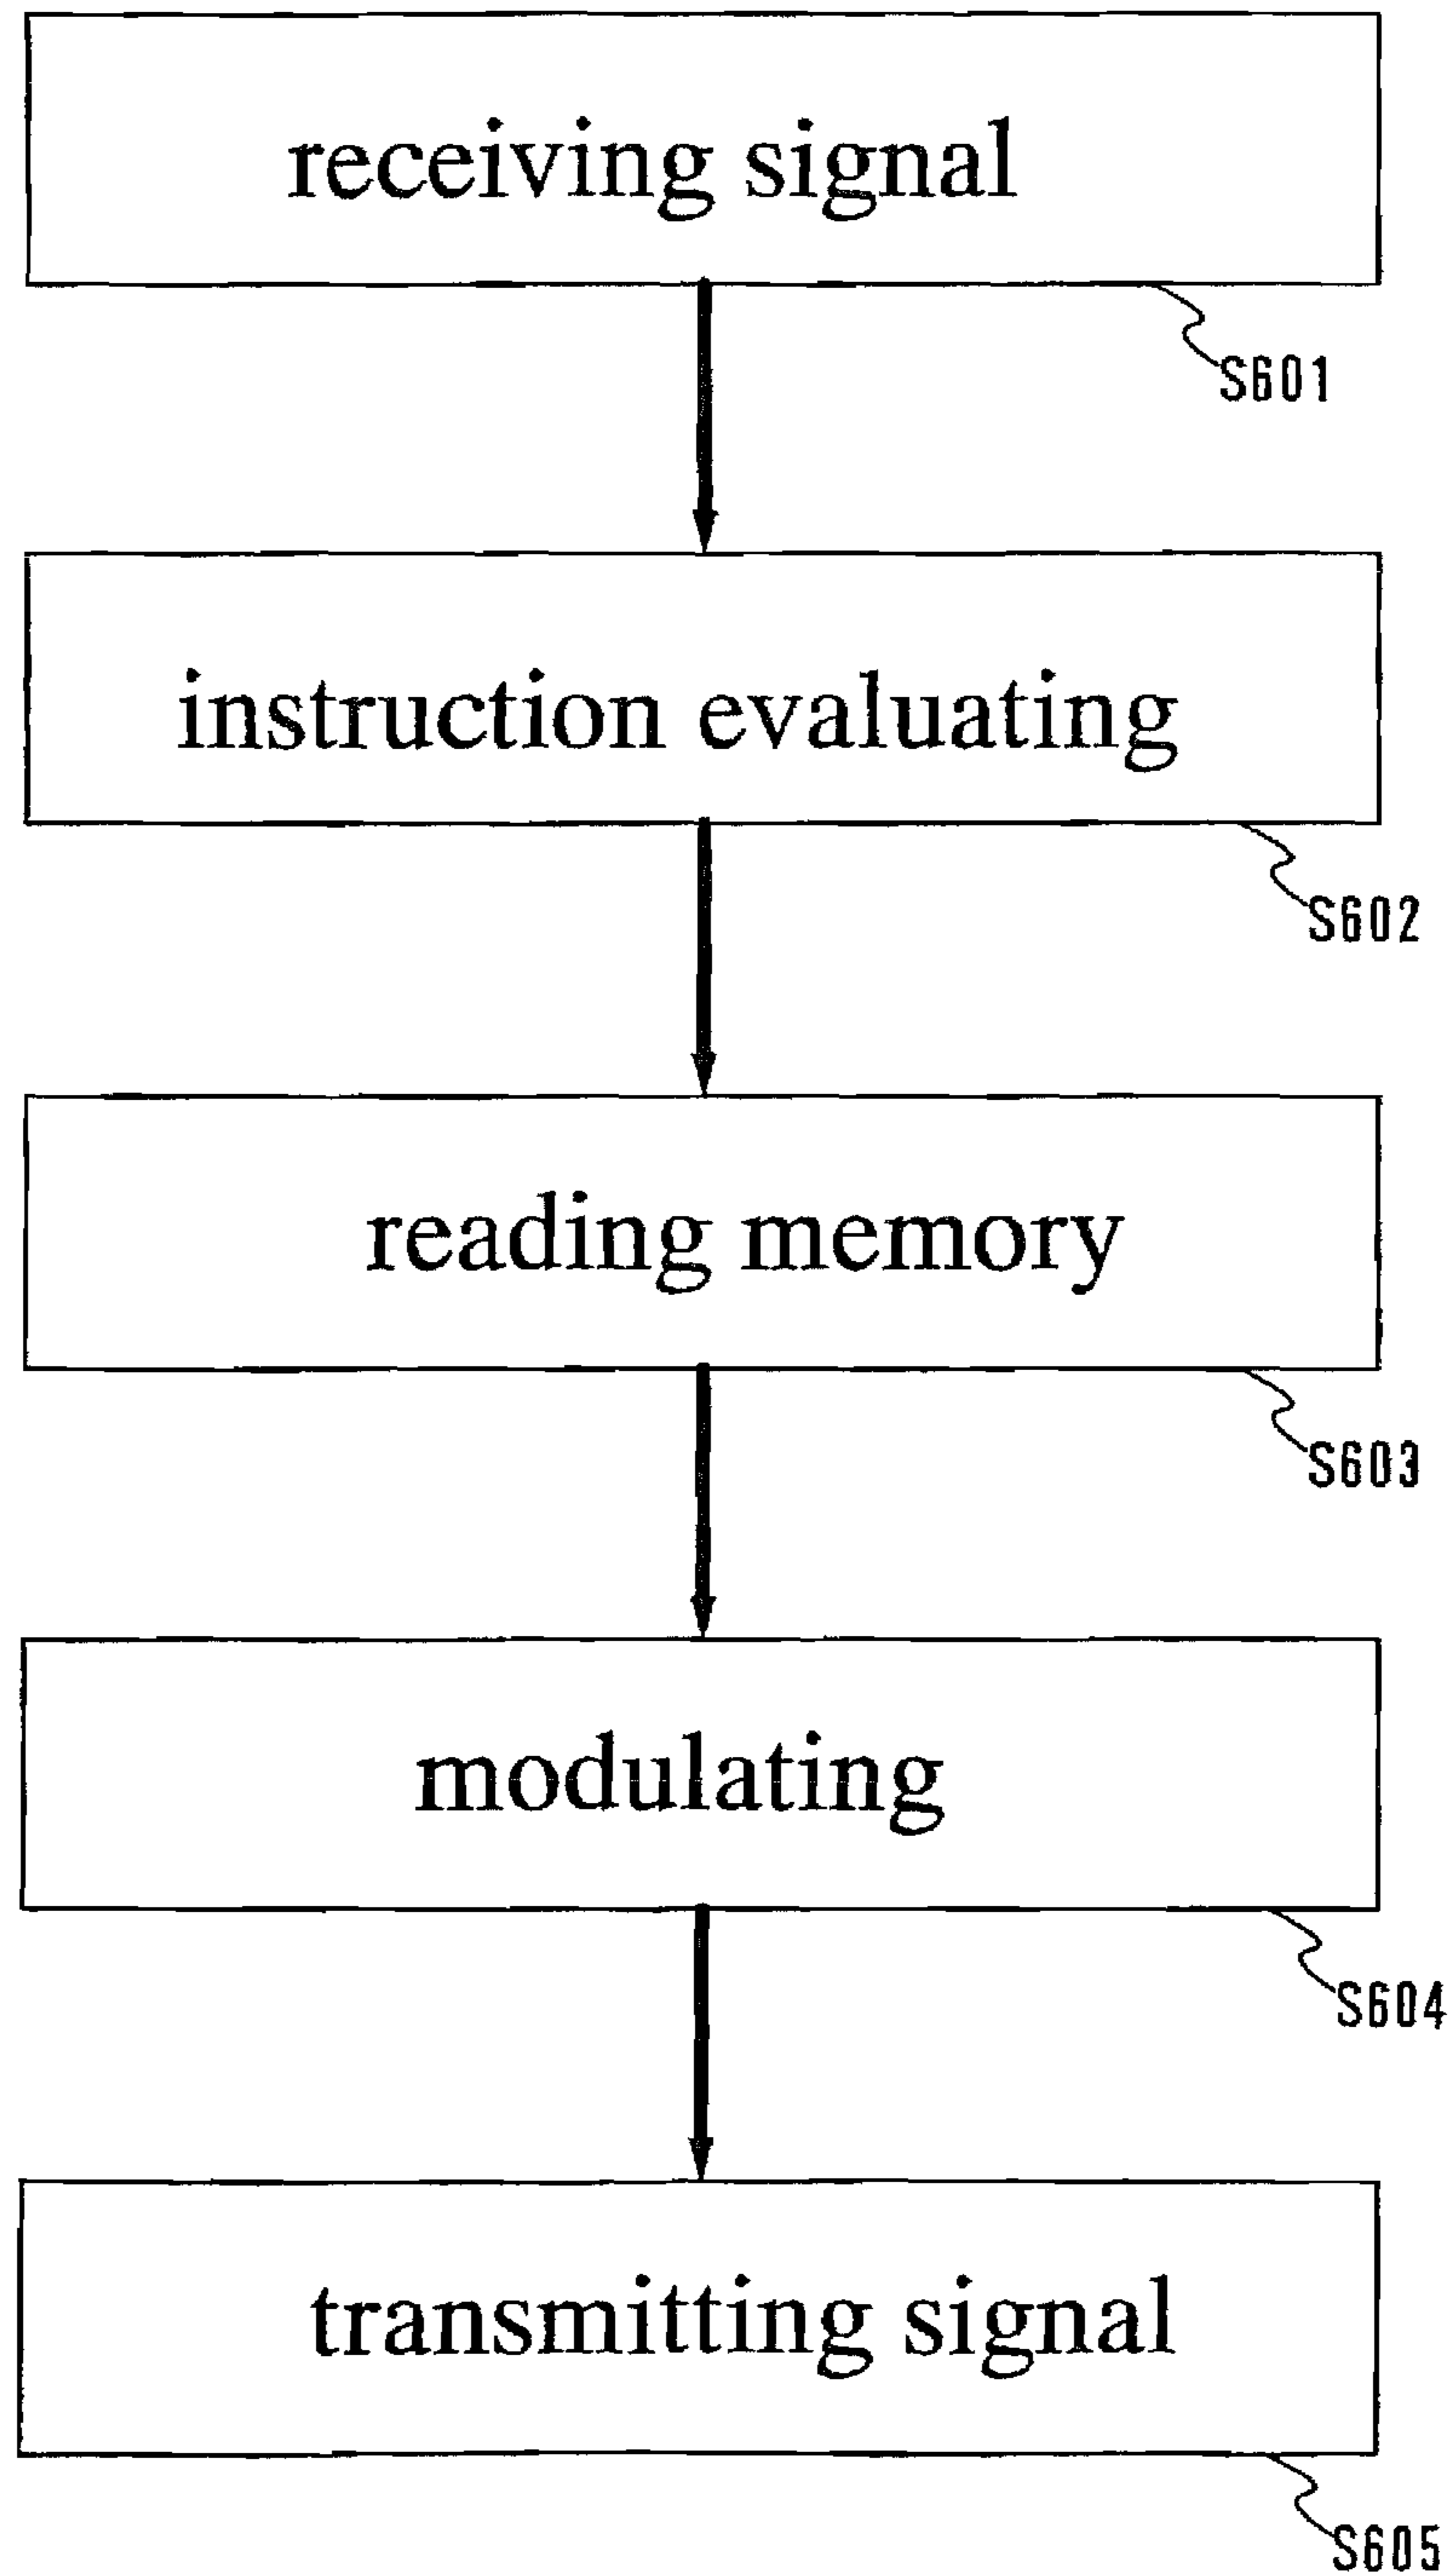 receiving signal
S601
instruction evaluating
S602
reading memory
S603
modulating
S604
transmitting signal
S605